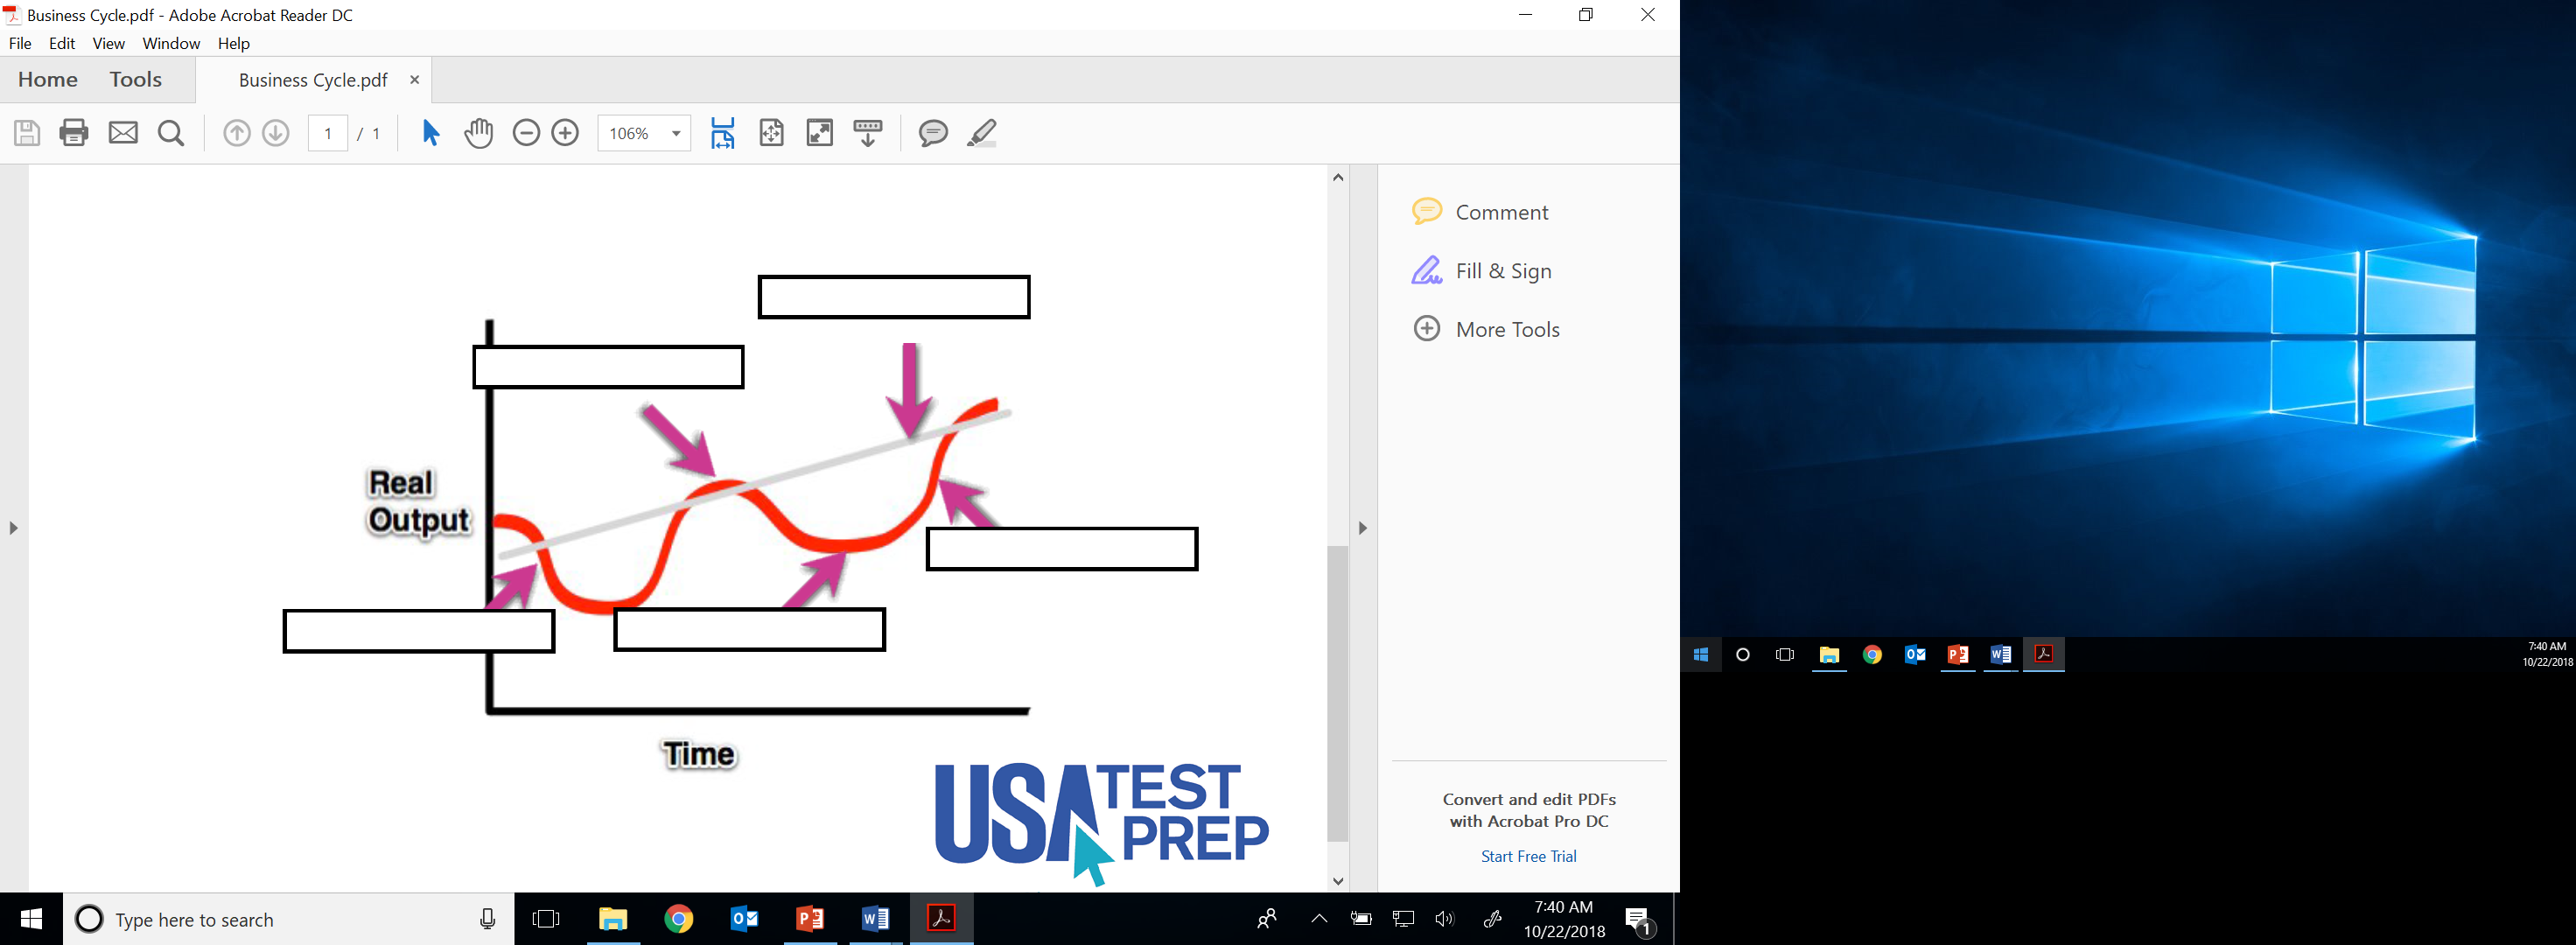 Business Cycle.pdf - Adobe Acrobat Reader DC
File Edit View Window Help
Home Tools Business Cycle.pdf ×
1 / 1 106%
Real
Output
Time
USA TEST
PREP
Comment
Fill & Sign
More Tools
Convert and edit PDFs
with Acrobat Pro DC
Start Free Trial
Type here to search
7:40 AM
10/22/2018
1
7:40 AM
10/22/2018